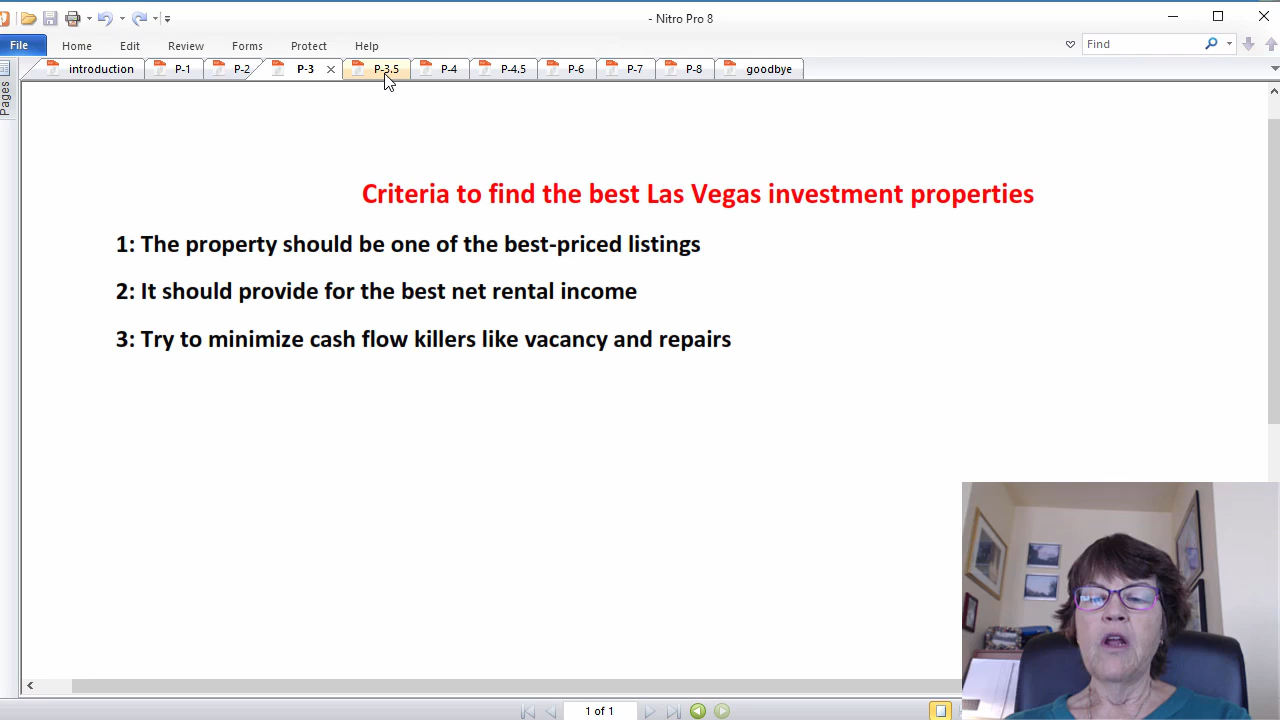 - Nitro Pro 8
File Home Edit Review Forms Protect Help Find
introduction P-1 P-2 P-3 P-3.5 P-4 P-4.5 P-6 P-7 P-8 goodbye
Pages
Criteria to find the best Las Vegas investment properties
1: The property should be one of the best-priced listings
2: It should provide for the best net rental income
3: Try to minimize cash flow killers like vacancy and repairs
1 of 1